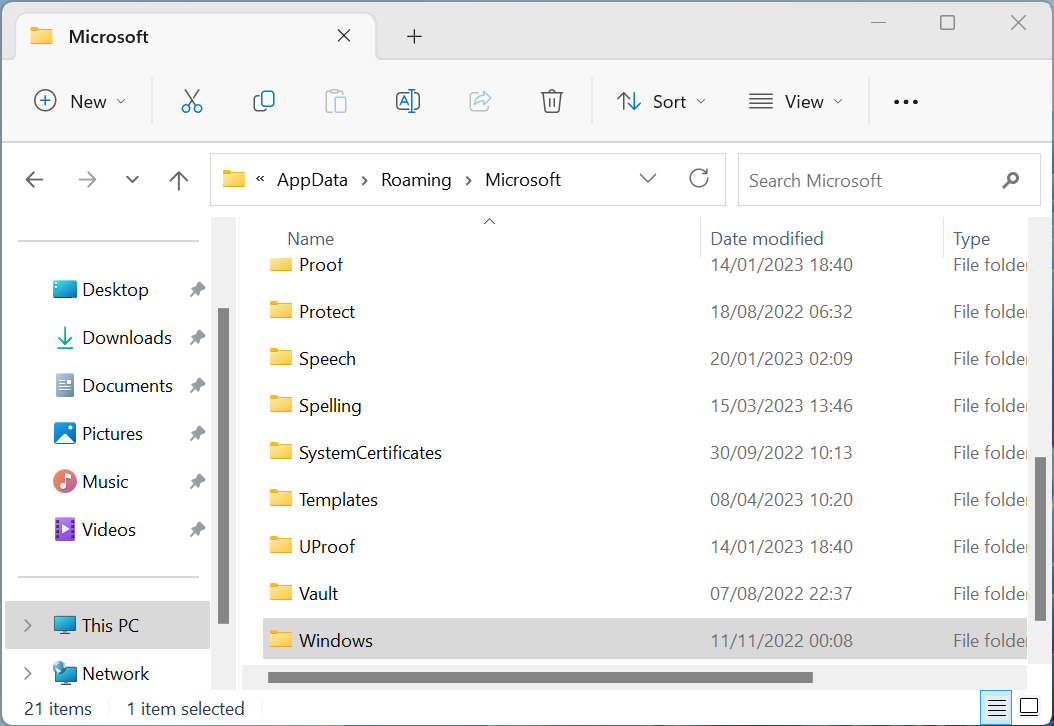 Microsoft
New
Sort
View
« AppData > Roaming > Microsoft
Search Microsoft
Name Date modified Type
Proof 14/01/2023 18:40 File folder
Protect 18/08/2022 06:32 File folder
Speech 20/01/2023 02:09 File folder
Spelling 15/03/2023 13:46 File folder
SystemCertificates 30/09/2022 10:13 File folder
Templates 08/04/2023 10:20 File folder
UProof 14/01/2023 18:40 File folder
Vault 07/08/2022 22:37 File folder
Windows 11/11/2022 00:08 File folder
Desktop
Downloads
Documents
Pictures
Music
Videos
This PC
Network
21 items
1 item selected